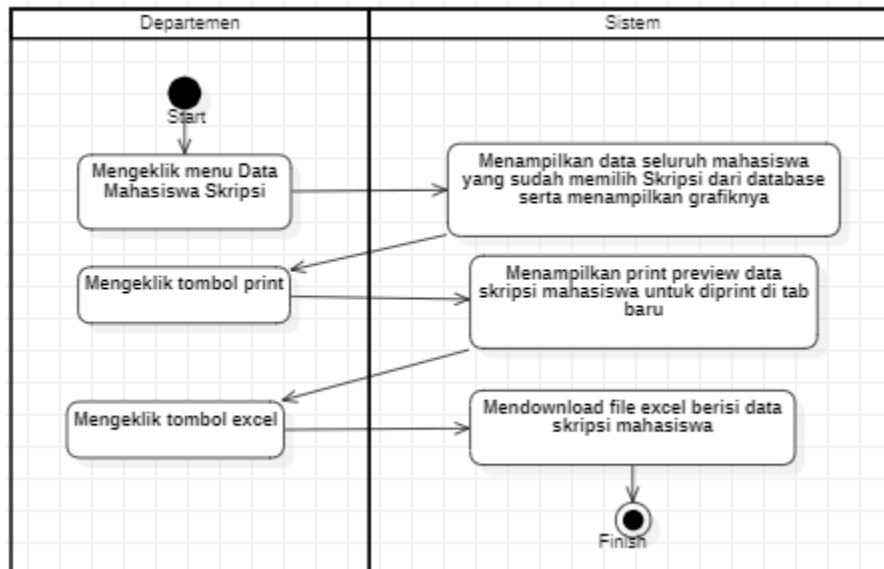 Departemen
Sistem
Start
Mengeklik menu Data
Mahasiswa Skripsi
Menampilkan data seluruh mahasiswa
yang sudah memilih Skripsi dari database
serta menampilkan grafiknya
Mengeklik tombol print
Menampilkan print preview data
skripsi mahasiswa untuk diprint di tab
baru
Mengeklik tombol excel
Mendownload file excel berisi data
skripsi mahasiswa
Finish